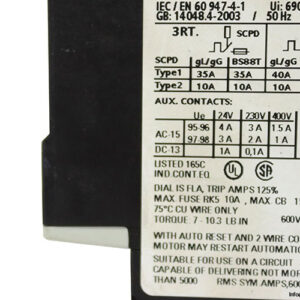 IEC / EN 60 947-4-1 Ui: 690
GB: 14048.4-2003 / 50 Hz
3RT. SCPD
SCPD gL/gG BS88T gL/gG
Type1 35A 35A 40A
Type2 10A 10A 10A
AUX. CONTACTS:
Ue 24V 230V 400V
AC-15 95-96 4A 3A 1.5A
97-98 3A 2A 1A
DC-13 1A 0,1A
LISTED 165C
IND.CONT.EQ. UL
DIAL IS FLA, TRIP AMPS 125%
MAX. FUSE RK5 10A , MAX CB
75°C CU WIRE ONLY
TORQUE: 7 - 10.3 LB IN 600V
WITH AUTO RESET AND 2 WIRE CO
MOTOR MAY RESTART AUTOMATIC
SUITABLE FOR USE ON A CIRCUIT
CAPABLE OF DELIVERING NOT MOR
THAN 5000 RMS SYM AMPS,600